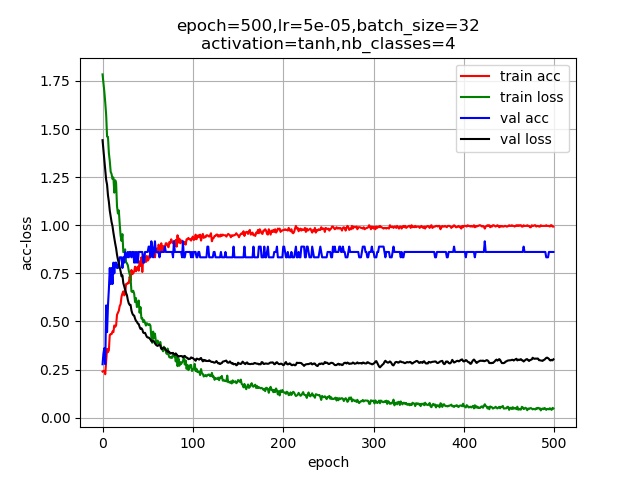 epoch=500,lr=5e-05,batch_size=32
activation=tanh,nb_classes=4
train acc
train loss
val acc
val loss
acc-loss
1.75
1.50
1.25
1.00
0.75
0.50
0.25
0.00
0 100 200 300 400 500
epoch